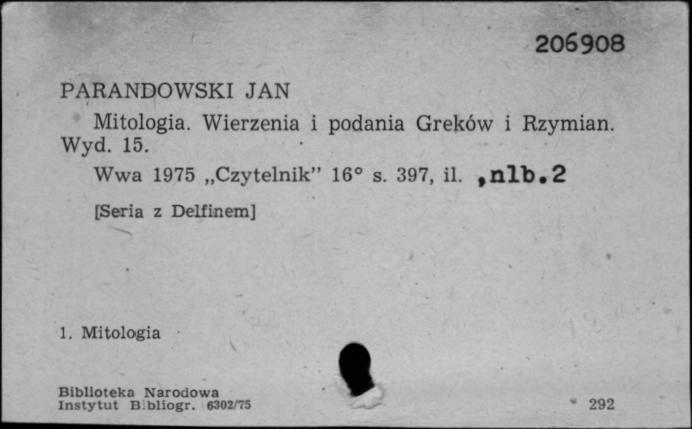 206908
PARANDOWSKI JAN
Mitologia. Wierzenia i podania Greków i Rzymian.
Wyd. 15.
Wwa 1975 „Czytelnik” 16° s. 397, il. ,nlb.2
[Seria z Delfinem]
1. Mitologia
Biblioteka Narodowa
Instytut Bibliogr. 6302/75
292